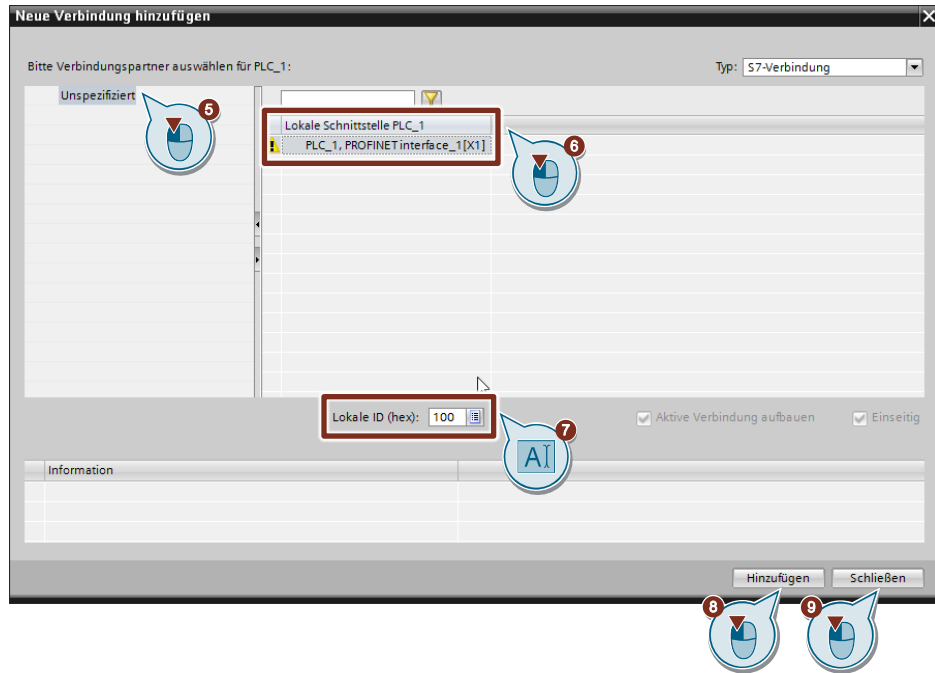 Neue Verbindung hinzufügen
Bitte Verbindungspartner auswählen für PLC_1:
Typ: S7-Verbindung
Unspezifiziert
5
Lokale Schnittstelle PLC_1
PLC_1, PROFINET interface_1[X1]
6
Lokale ID (hex): 100
Aktive Verbindung aufbauen
Einseitig
7
AI
Information
Hinzufügen
Schließen
8
9